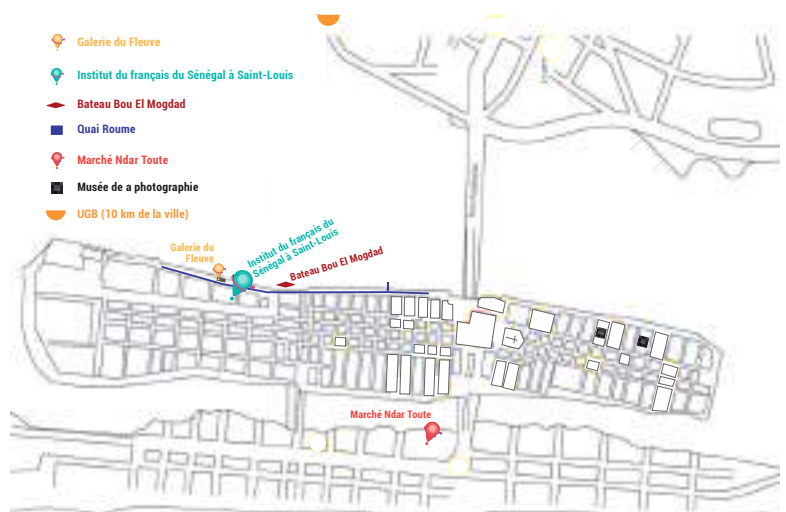 Galerie du Fleuve
Institut du français du Sénégal à Saint-Louis
Bateau Bou El Mogdad
Quai Roume
Marché Ndar Toute
Musée de a photographie
UGB (10 km de la ville)
Galerie du
Fleuve
Institut du français du
Sénégal à Saint-Louis
Bateau Bou El Mogdad
Marché Ndar Toute